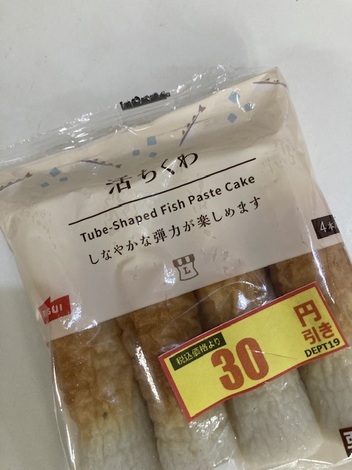 活ちくわ
Tube-Shaped Fish Paste Cake
しなやかな弾力が楽しめます
L
4本
税込価格より
30
円
引き
DEPT19